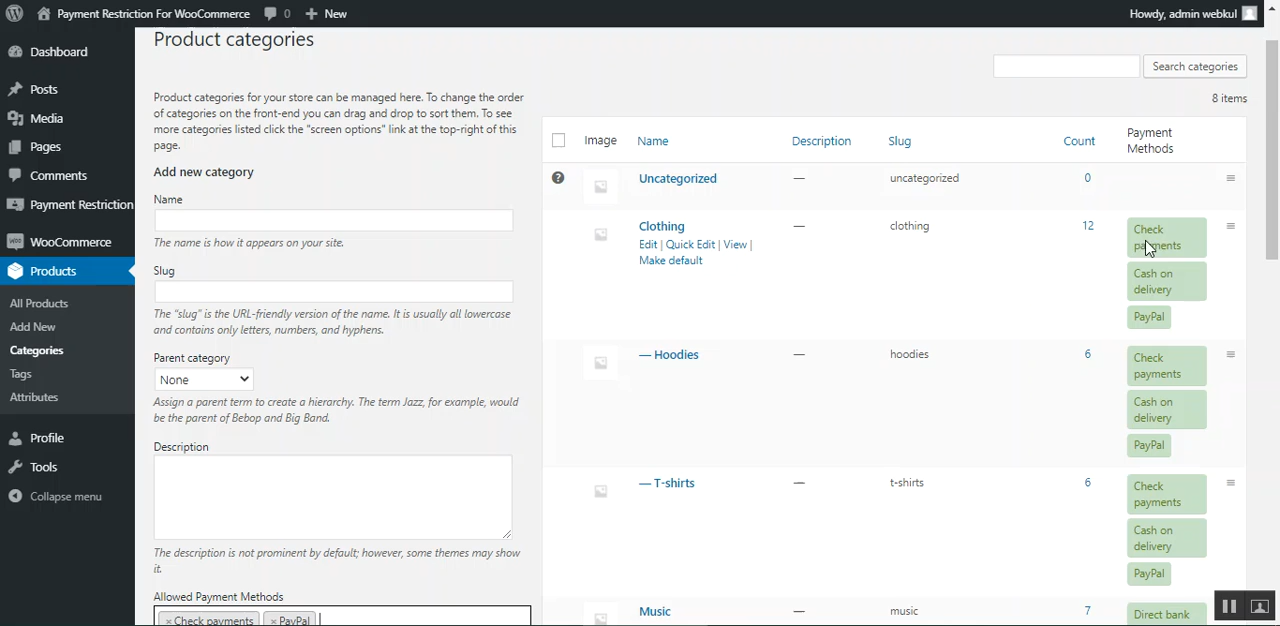 Payment Restriction For WooCommerce 0 New Howdy, admin webkul
Dashboard
Posts
Media
Pages
Comments
Payment Restriction
WooCommerce
Products
All Products
Add New
Categories
Tags
Attributes
Profile
Tools
Collapse menu
Product categories
Search categories
8 items
Product categories for your store can be managed here. To change the order
of categories on the front-end you can drag and drop to sort them. To see
more categories listed click the "screen options" link at the top-right of this
page.
Add new category
Name
The name is how it appears on your site.
Slug
The "slug" is the URL-friendly version of the name. It is usually all lowercase
and contains only letters, numbers, and hyphens.
Parent category
None
Assign a parent term to create a hierarchy. The term Jazz, for example, would
be the parent of Bebop and Big Band.
Description
The description is not prominent by default; however, some themes may show
it.
Allowed Payment Methods
× Check payments × PayPal
Image Name Description Slug Count Payment
Methods
Uncategorized — uncategorized 0
Clothing — clothing 12
Edit | Quick Edit | View |
Make default
Check
payments
Cash on
delivery
PayPal
— Hoodies — hoodies 6
Check
payments
Cash on
delivery
PayPal
— T-shirts — t-shirts 6
Check
payments
Cash on
delivery
PayPal
Music — music 7
Direct bank